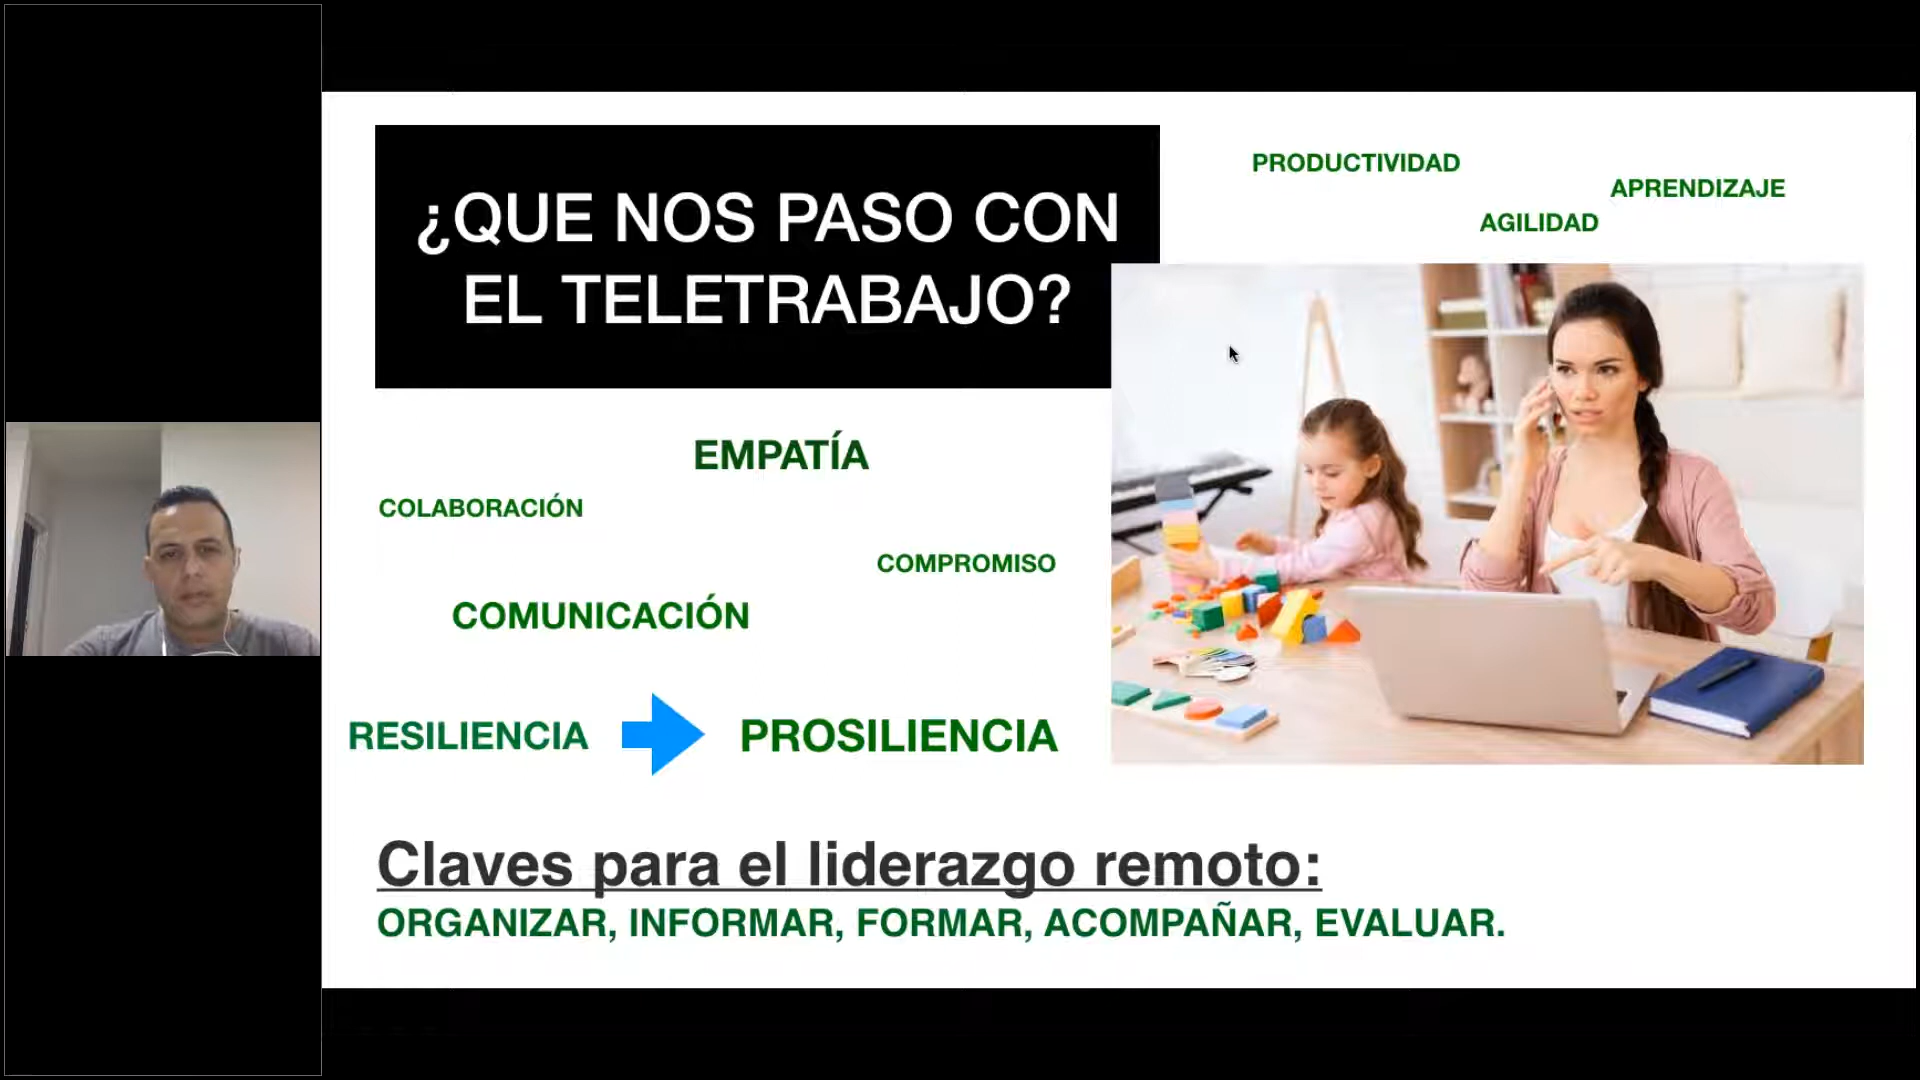 ¿QUE NOS PASO CON
EL TELETRABAJO?
PRODUCTIVIDAD
APRENDIZAJE
AGILIDAD
EMPATÍA
COLABORACIÓN
COMPROMISO
COMUNICACIÓN
RESILIENCIA
PROSILIENCIA
Claves para el liderazgo remoto:
ORGANIZAR, INFORMAR, FORMAR, ACOMPAÑAR, EVALUAR.